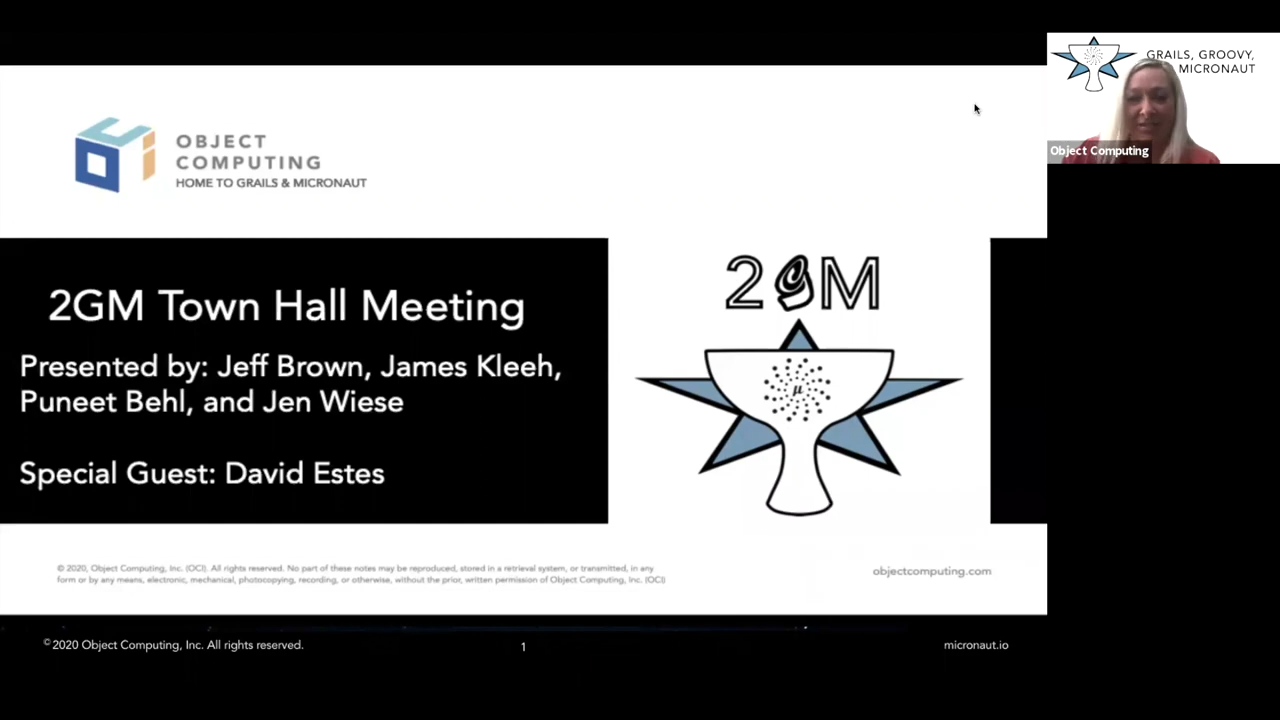 OBJECT
COMPUTING
HOME TO GRAILS & MICRONAUT
GRAILS, GROOVY,
MICRONAUT
Object Computing
2GM
μ
2GM Town Hall Meeting
Presented by: Jeff Brown, James Kleeh,
Puneet Behl, and Jen Wiese
Special Guest: David Estes
© 2020, Object Computing, Inc. (OCI). All rights reserved. No part of these notes may be reproduced, stored in a retrieval system, or transmitted, in any
form or by any means, electronic, mechanical, photocopying, recording, or otherwise, without the prior, written permission of Object Computing, Inc. (OCI)
objectcomputing.com
© 2020 Object Computing, Inc. All rights reserved.
1
micronaut.io